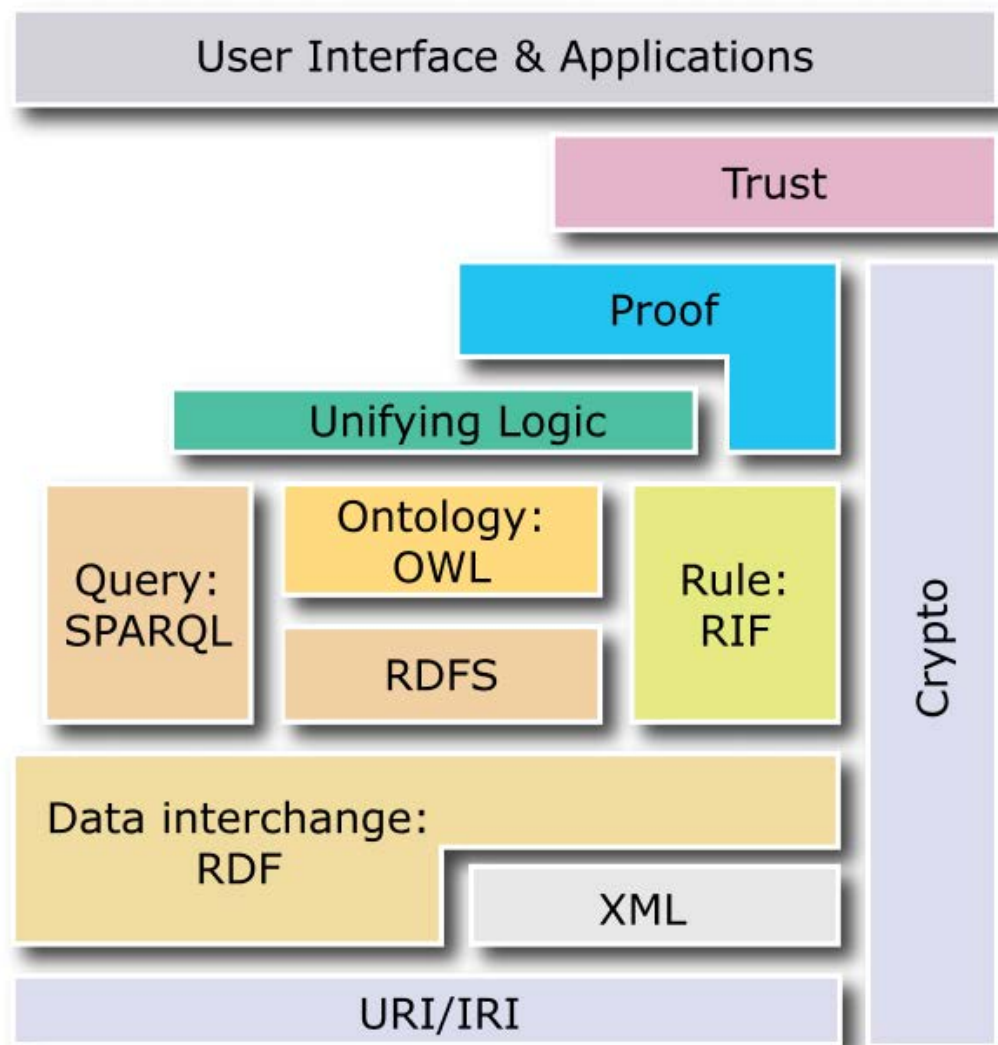 User Interface & Applications
Trust
Proof
Unifying Logic
Query:
SPARQL
Ontology:
OWL
RDFS
Rule:
RIF
Crypto
Data interchange:
RDF
XML
URI/IRI